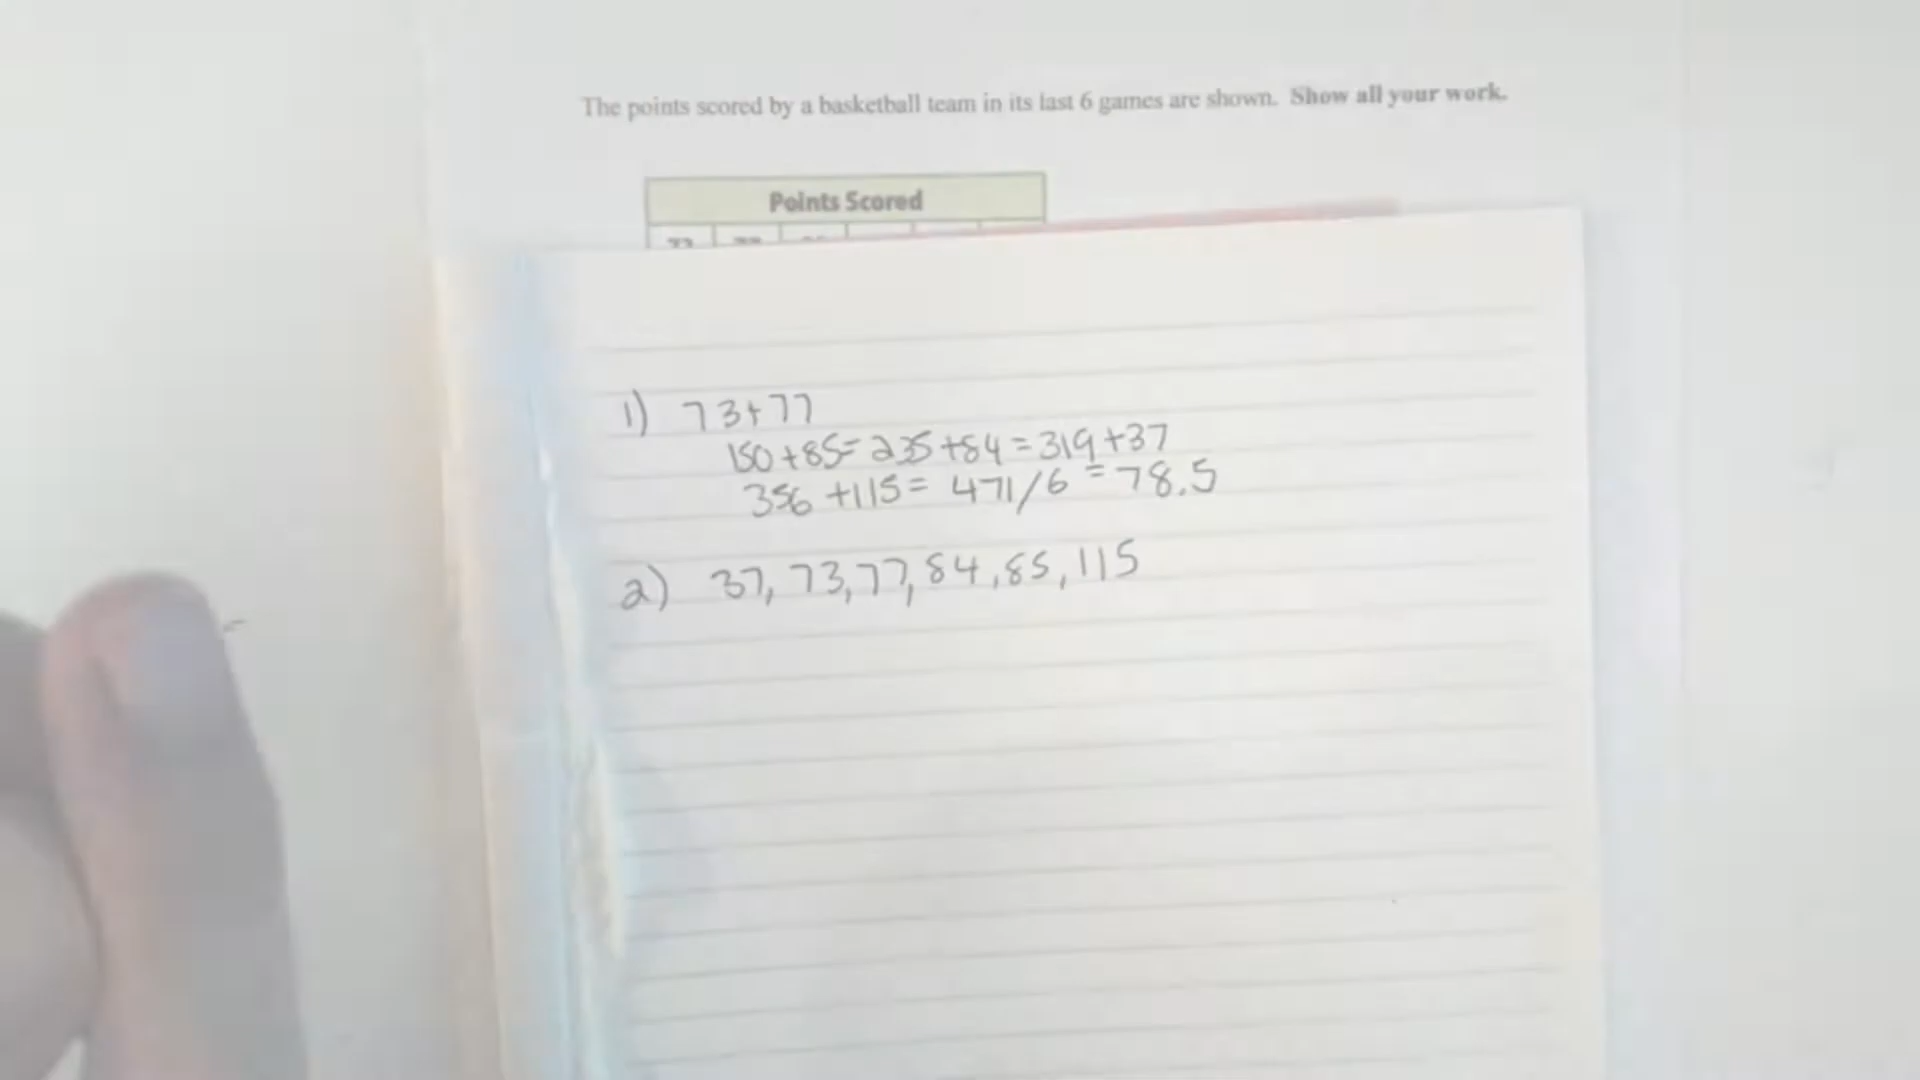 The points scored by a basketball team in its last 6 games are shown. Show all your work.
Points Scored
1) 73+77
150+85=235+84=319+37
356+115=471/6=78.5
2) 37,73,77,84,85,115